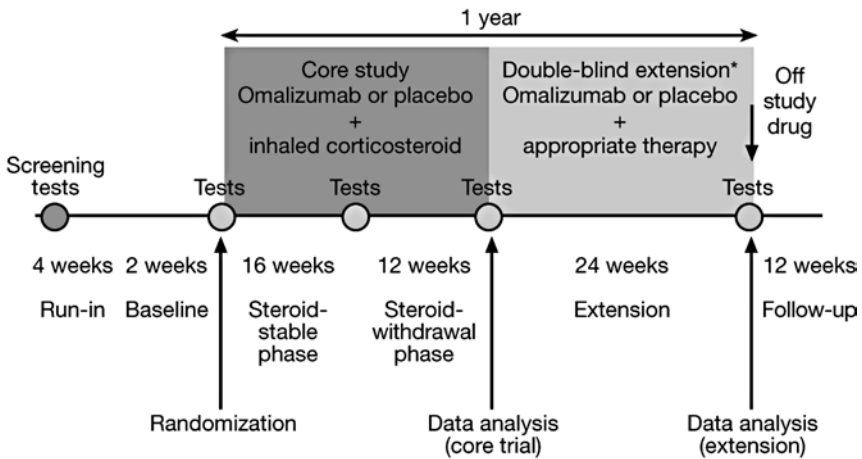 1 year
Core study
Omalizumab or placebo
+
inhaled corticosteroid
Double-blind extension*
Omalizumab or placebo
+
appropriate therapy
Off
study
drug
Screening
tests
Tests
Tests
Tests
Tests
4 weeks
2 weeks
16 weeks
12 weeks
24 weeks
12 weeks
Run-in
Baseline
Steroid-
stable
phase
Steroid-
withdrawal
phase
Extension
Follow-up
Randomization
Data analysis
(core trial)
Data analysis
(extension)